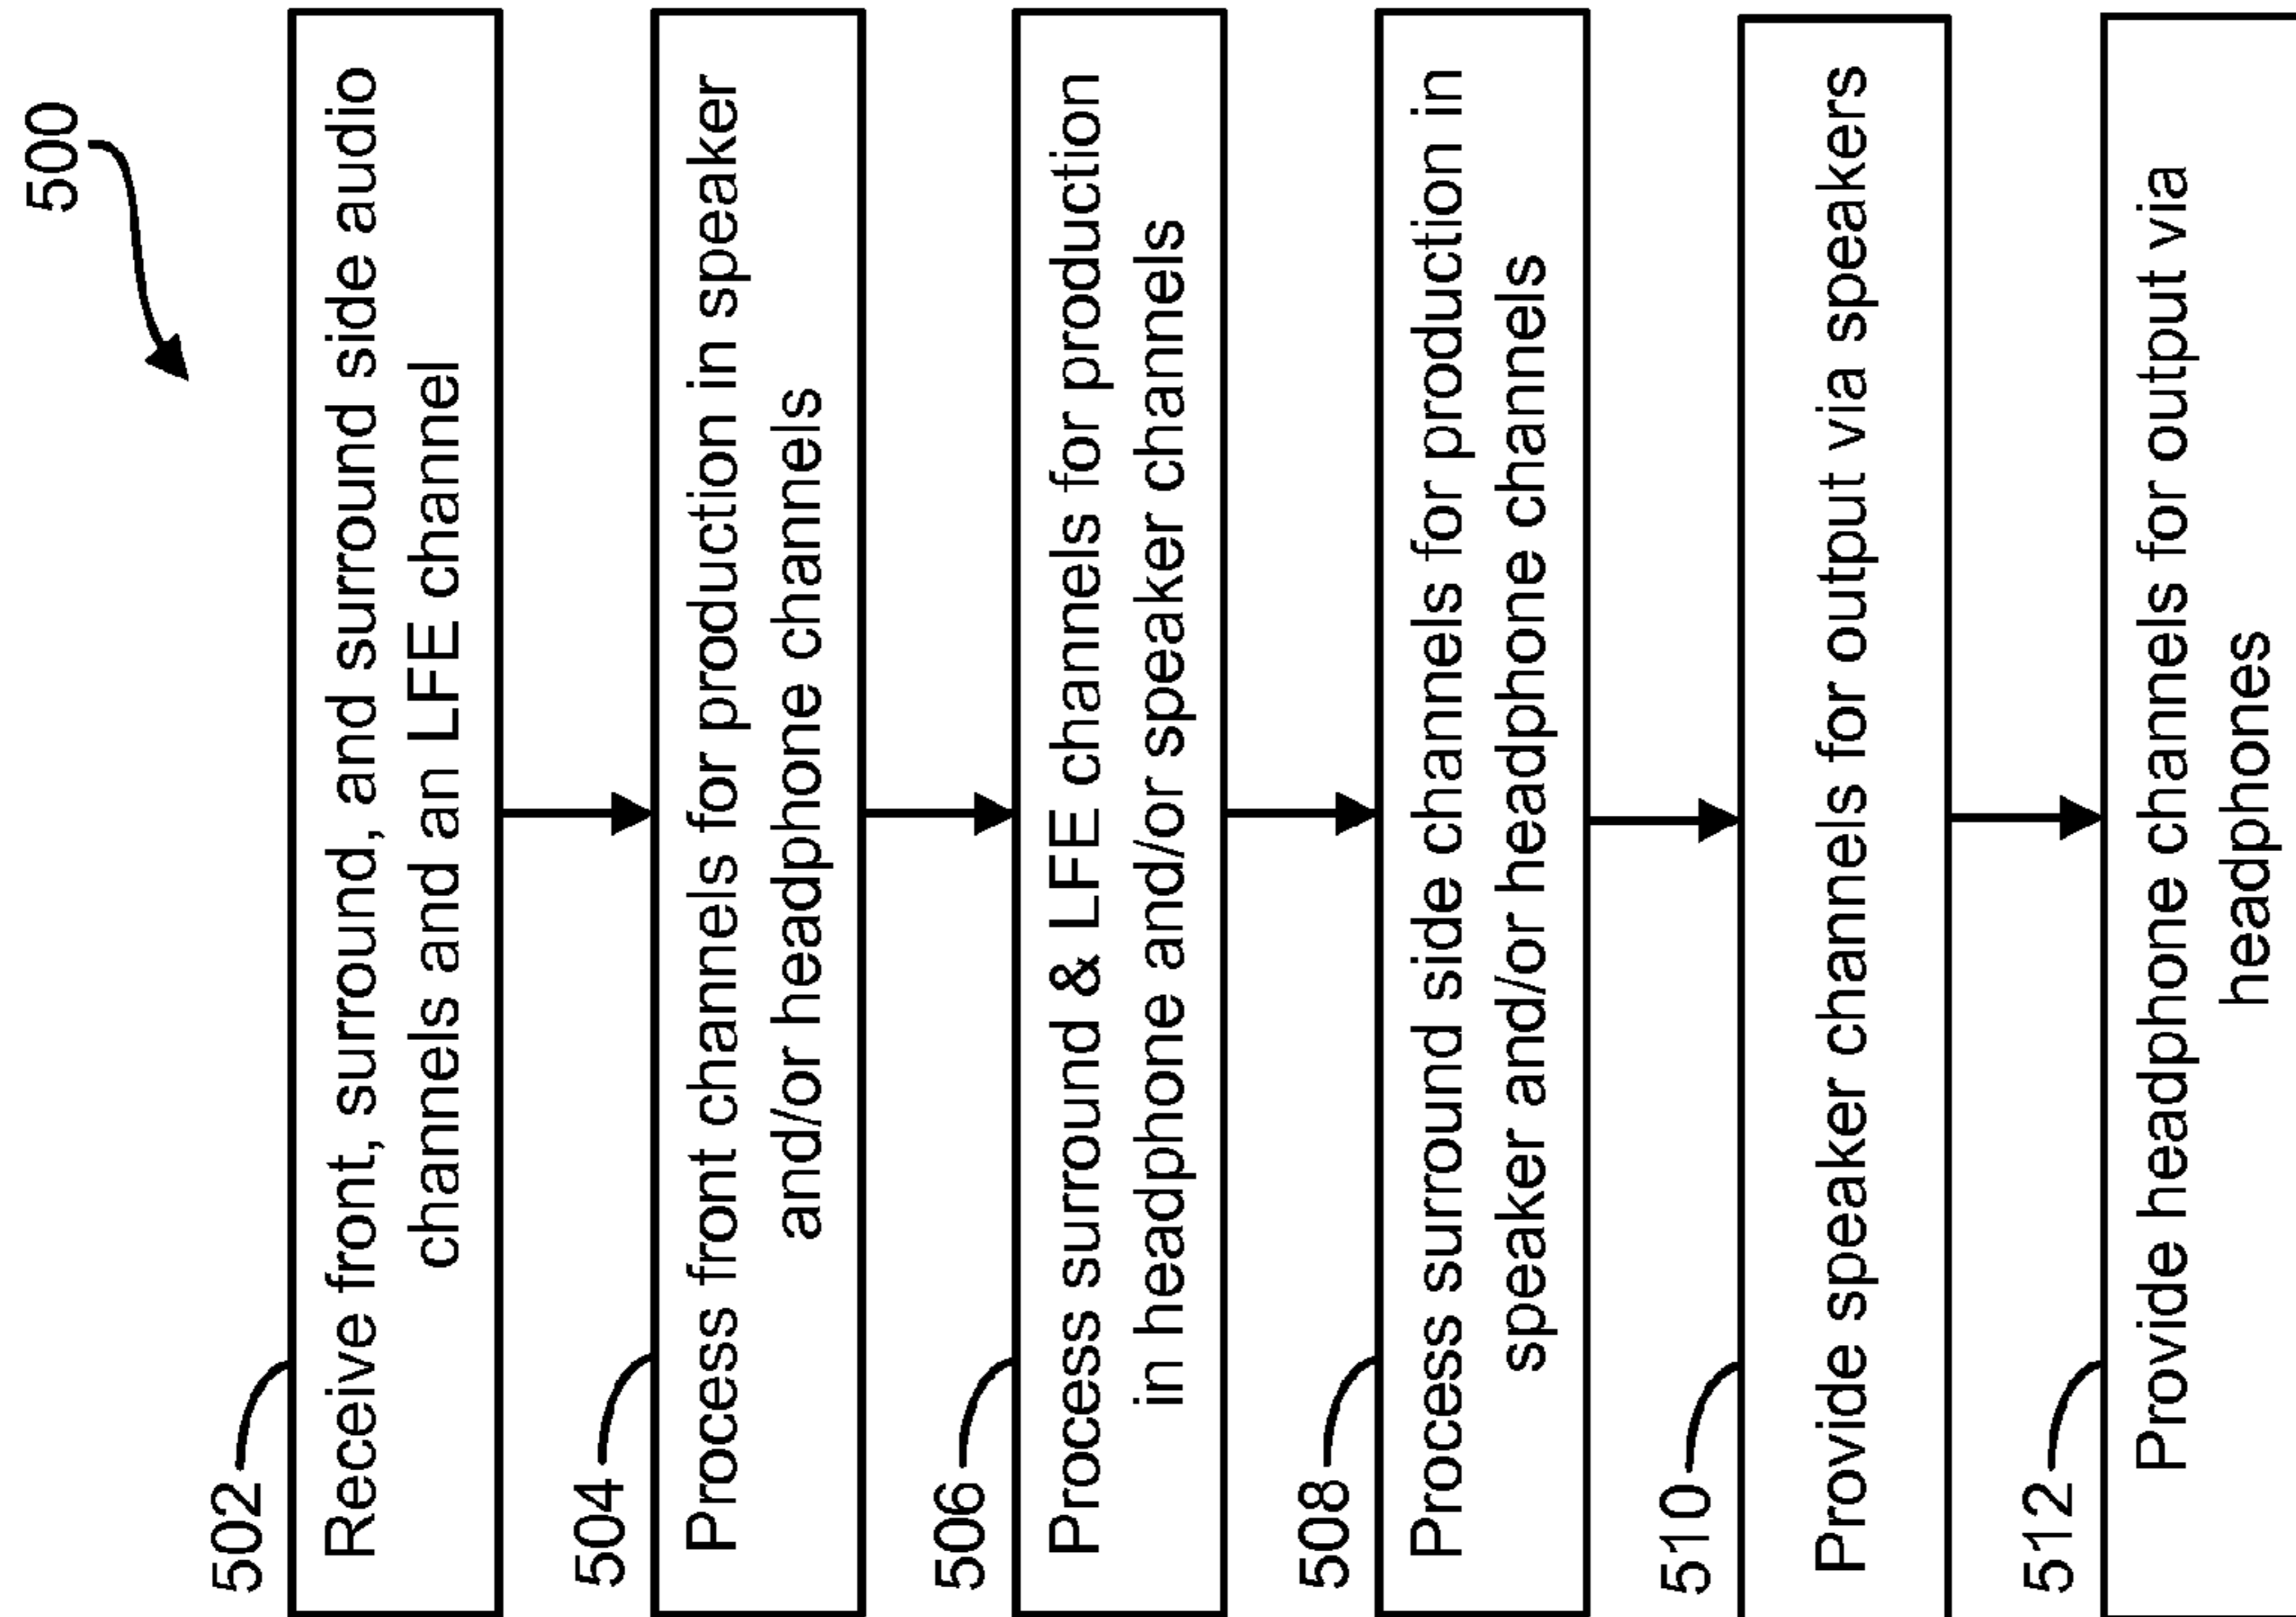 500
502
Receive front, surround, and surround side audio
channels and an LFE channel
504
Process front channels for production in speaker
and/or headphone channels
506
Process surround & LFE channels for production
in headphone and/or speaker channels
508
Process surround side channels for production in
speaker and/or headphone channels
510
Provide speaker channels for output via speakers
512
Provide headphone channels for output via
headphones